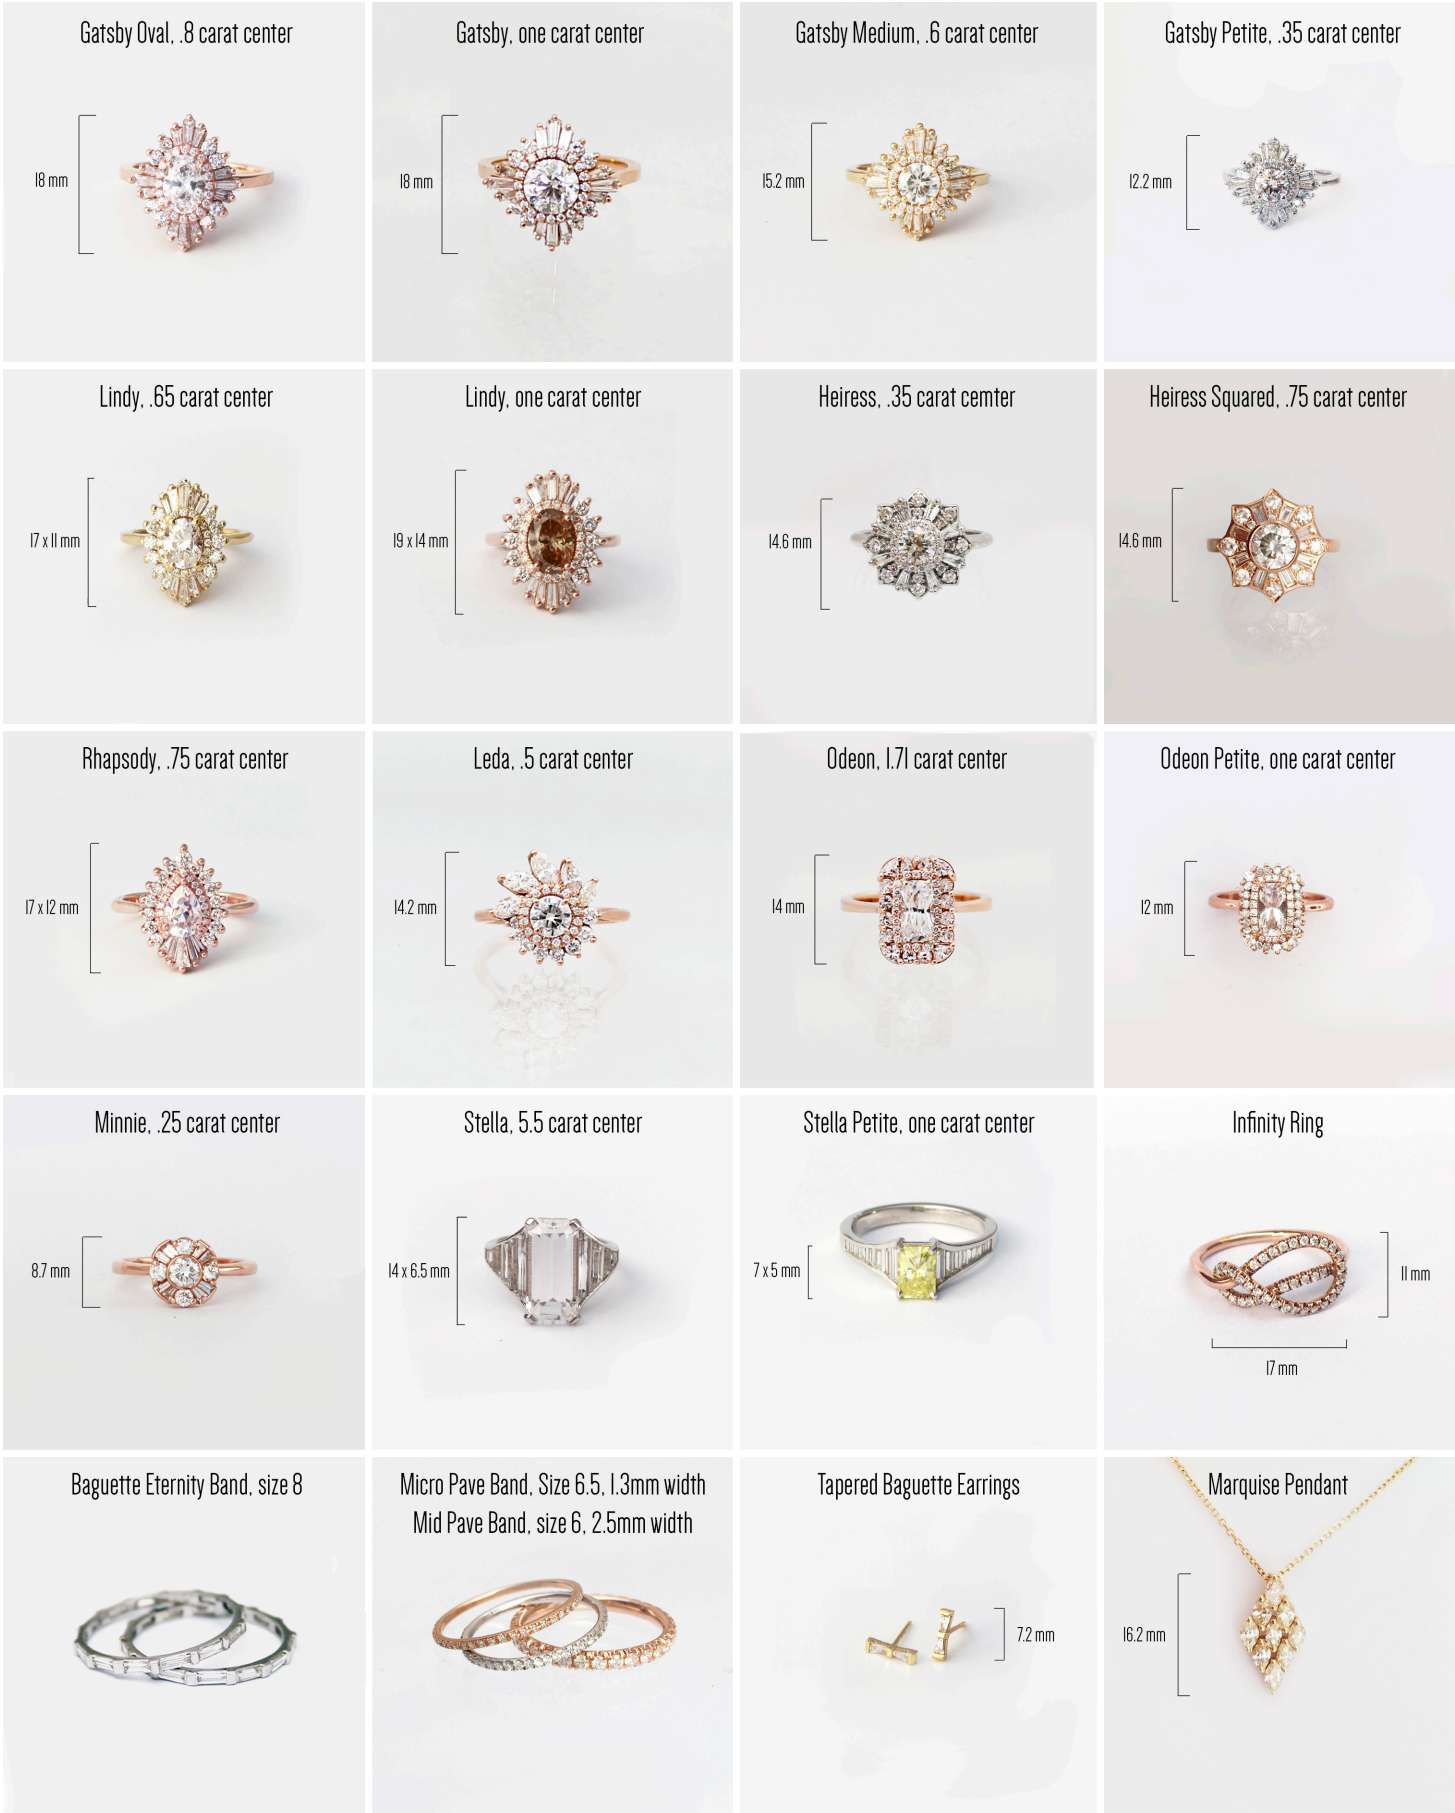 Gatsby Oval, .8 carat center
18 mm
Gatsby, one carat center
18 mm
Gatsby Medium, .6 carat center
15.2 mm
Gatsby Petite, .35 carat center
12.2 mm
Lindy, .65 carat center
17 x 11 mm
Lindy, one carat center
19 x 14 mm
Heiress, .35 carat cemter
14.6 mm
Heiress Squared, .75 carat center
14.6 mm
Rhapsody, .75 carat center
17 x 12 mm
Leda, .5 carat center
14.2 mm
Odeon, 1.71 carat center
14 mm
Odeon Petite, one carat center
12 mm
Minnie, .25 carat center
8.7 mm
Stella, 5.5 carat center
14 x 6.5 mm
Stella Petite, one carat center
7 x 5 mm
Infinity Ring
11 mm
17 mm
Baguette Eternity Band, size 8
Micro Pave Band, Size 6.5, 1.3mm width
Mid Pave Band, size 6, 2.5mm width
Tapered Baguette Earrings
7.2 mm
Marquise Pendant
16.2 mm